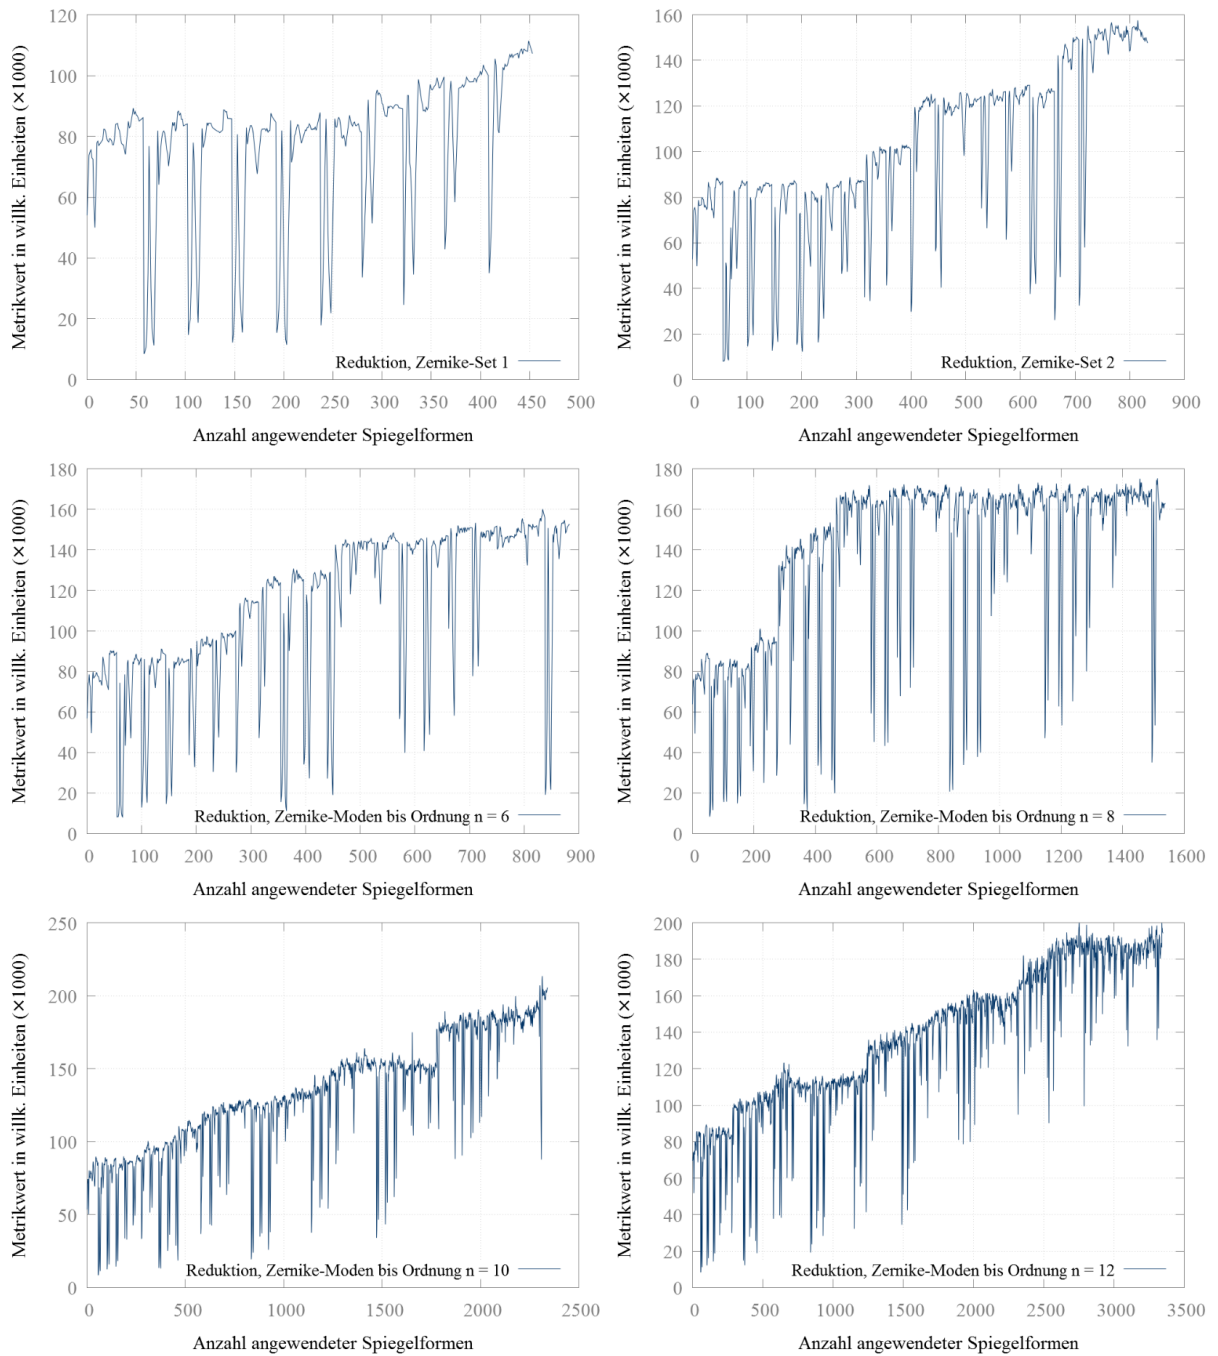 Metrikwert in willk. Einheiten (×1000)
120
100
80
60
40
20
0
Reduktion, Zernike-Set 1
0 50 100 150 200 250 300 350 400 450 500
Anzahl angewendeter Spiegelformen
Metrikwert in willk. Einheiten (×1000)
160
140
120
100
80
60
40
20
0
Reduktion, Zernike-Set 2
0 100 200 300 400 500 600 700 800 900
Anzahl angewendeter Spiegelformen
Metrikwert in willk. Einheiten (×1000)
180
160
140
120
100
80
60
40
20
0
Reduktion, Zernike-Moden bis Ordnung n = 6
0 100 200 300 400 500 600 700 800 900
Anzahl angewendeter Spiegelformen
Metrikwert in willk. Einheiten (×1000)
180
160
140
120
100
80
60
40
20
0
Reduktion, Zernike-Moden bis Ordnung n = 8
0 200 400 600 800 1000 1200 1400 1600
Anzahl angewendeter Spiegelformen
Metrikwert in willk. Einheiten (×1000)
250
200
150
100
50
0
Reduktion, Zernike-Moden bis Ordnung n = 10
0 500 1000 1500 2000 2500
Anzahl angewendeter Spiegelformen
Metrikwert in willk. Einheiten (×1000)
200
180
160
140
120
100
80
60
40
20
0
Reduktion, Zernike-Moden bis Ordnung n = 12
0 500 1000 1500 2000 2500 3000 3500
Anzahl angewendeter Spiegelformen